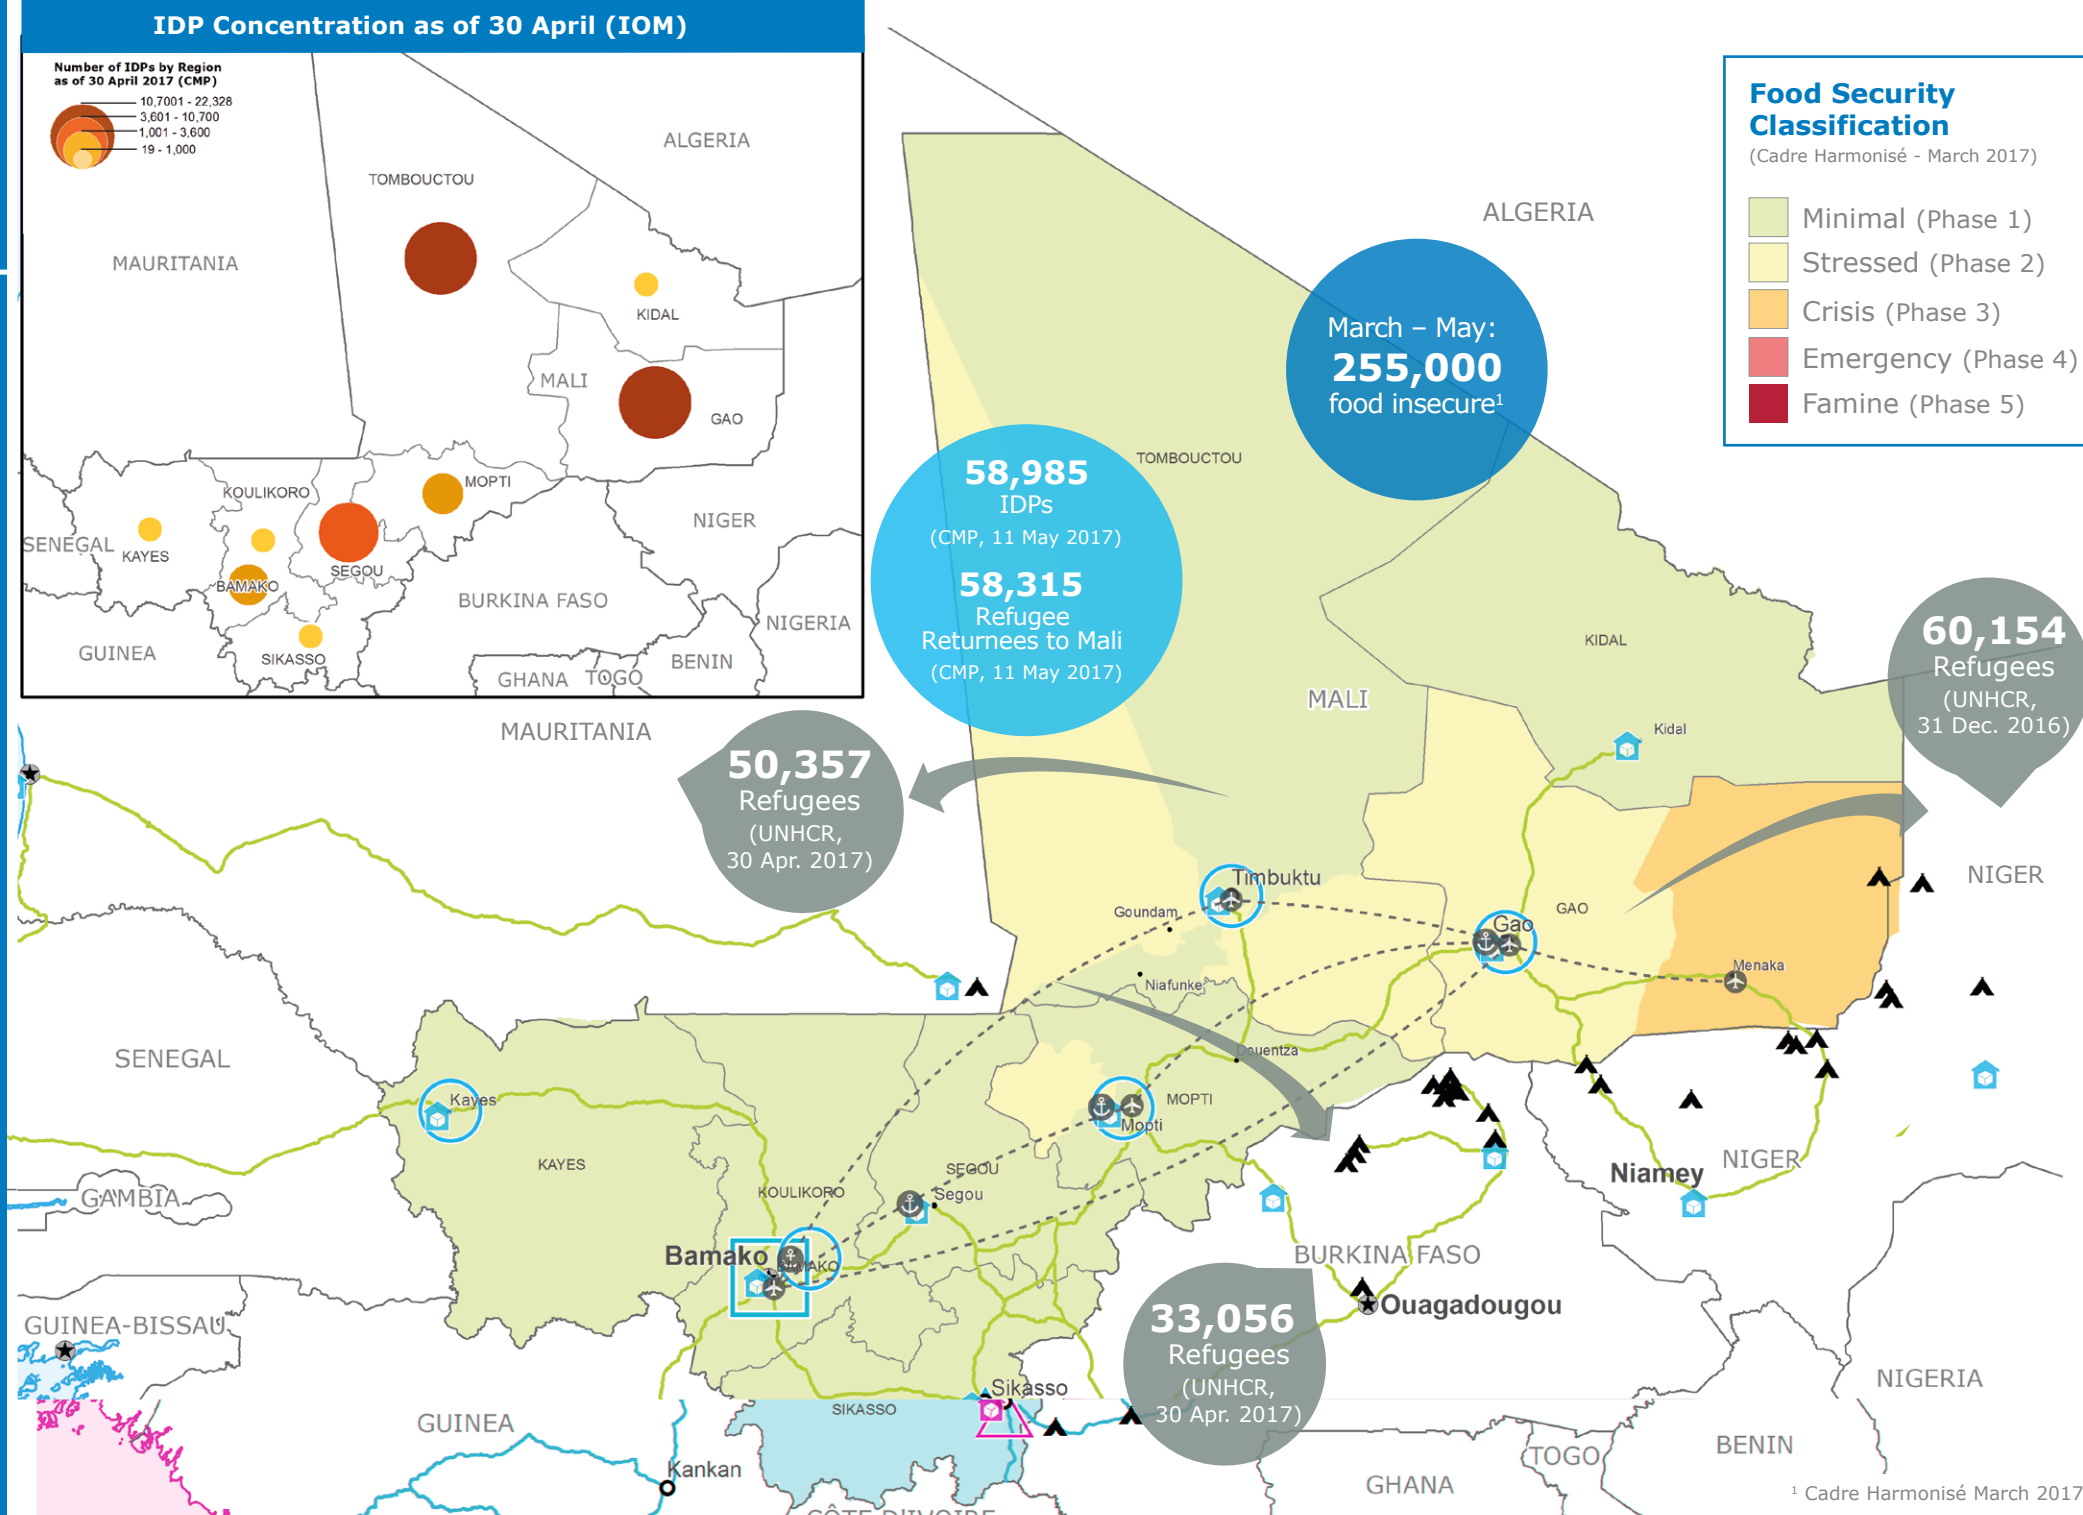 IDP Concentration as of 30 April (IOM)
Number of IDPs by Region
as of 30 April 2017 (CMP)
10,7001 - 22,328
3,601 - 10,700
1,001 - 3,600
19 - 1,000
ALGERIA
TOMBOUCTOU
MAURITANIA
KIDAL
MALI
GAO
MOPTI
KOULIKORO
NIGER
SENEGAL
KAYES
SEGOU
BAMAKO
BURKINA FASO
NIGERIA
GUINEA
SIKASSO
BENIN
GHANA
TOGO
Food Security
Classification
(Cadre Harmonisé - March 2017)
Minimal (Phase 1)
Stressed (Phase 2)
Crisis (Phase 3)
Emergency (Phase 4)
Famine (Phase 5)
ALGERIA
March – May:
255,000
food insecure¹
TOMBOUCTOU
58,985
IDPs
(CMP, 11 May 2017)
58,315
Refugee
Returnees to Mali
(CMP, 11 May 2017)
KIDAL
60,154
Refugees
(UNHCR,
31 Dec. 2016)
MALI
MAURITANIA
Kidal
50,357
Refugees
(UNHCR,
30 Apr. 2017)
NIGER
Timbuktu
Goundam
GAO
Gao
Menaka
Niafunke
SENEGAL
Douentza
Kayes
MOPTI
Mopti
KAYES
SEGOU
Segou
KOULIKORO
Niamey
NIGER
GAMBIA
Bamako
BAMAKO
BURKINA FASO
Ouagadougou
GUINEA-BISSAU
33,056
Refugees
(UNHCR,
30 Apr. 2017)
NIGERIA
Sikasso
SIKASSO
GUINEA
Kankan
BENIN
TOGO
GHANA
CÔTE D'IVOIRE
¹ Cadre Harmonisé March 2017